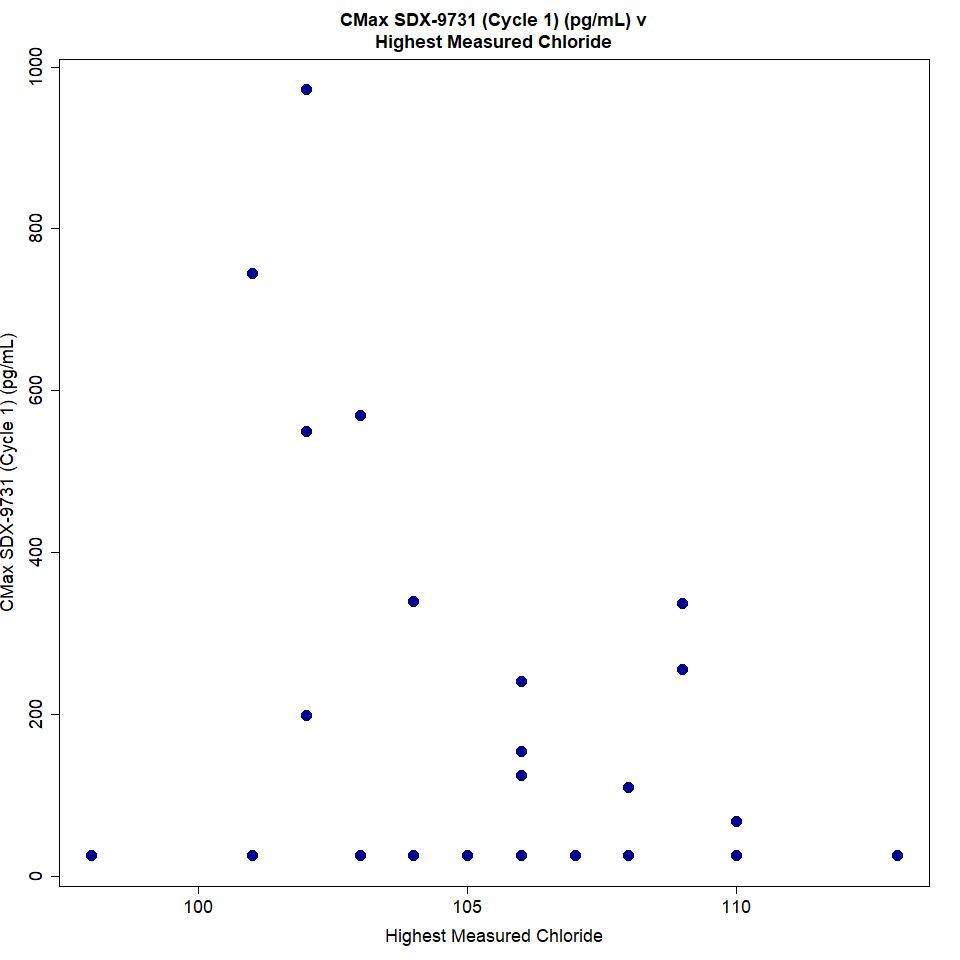 CMax SDX-9731 (Cycle 1) (pg/mL) v
Highest Measured Chloride
1000
800
600
400
200
0
CMax SDX-9731 (Cycle 1) (pg/mL)
100 105 110
Highest Measured Chloride